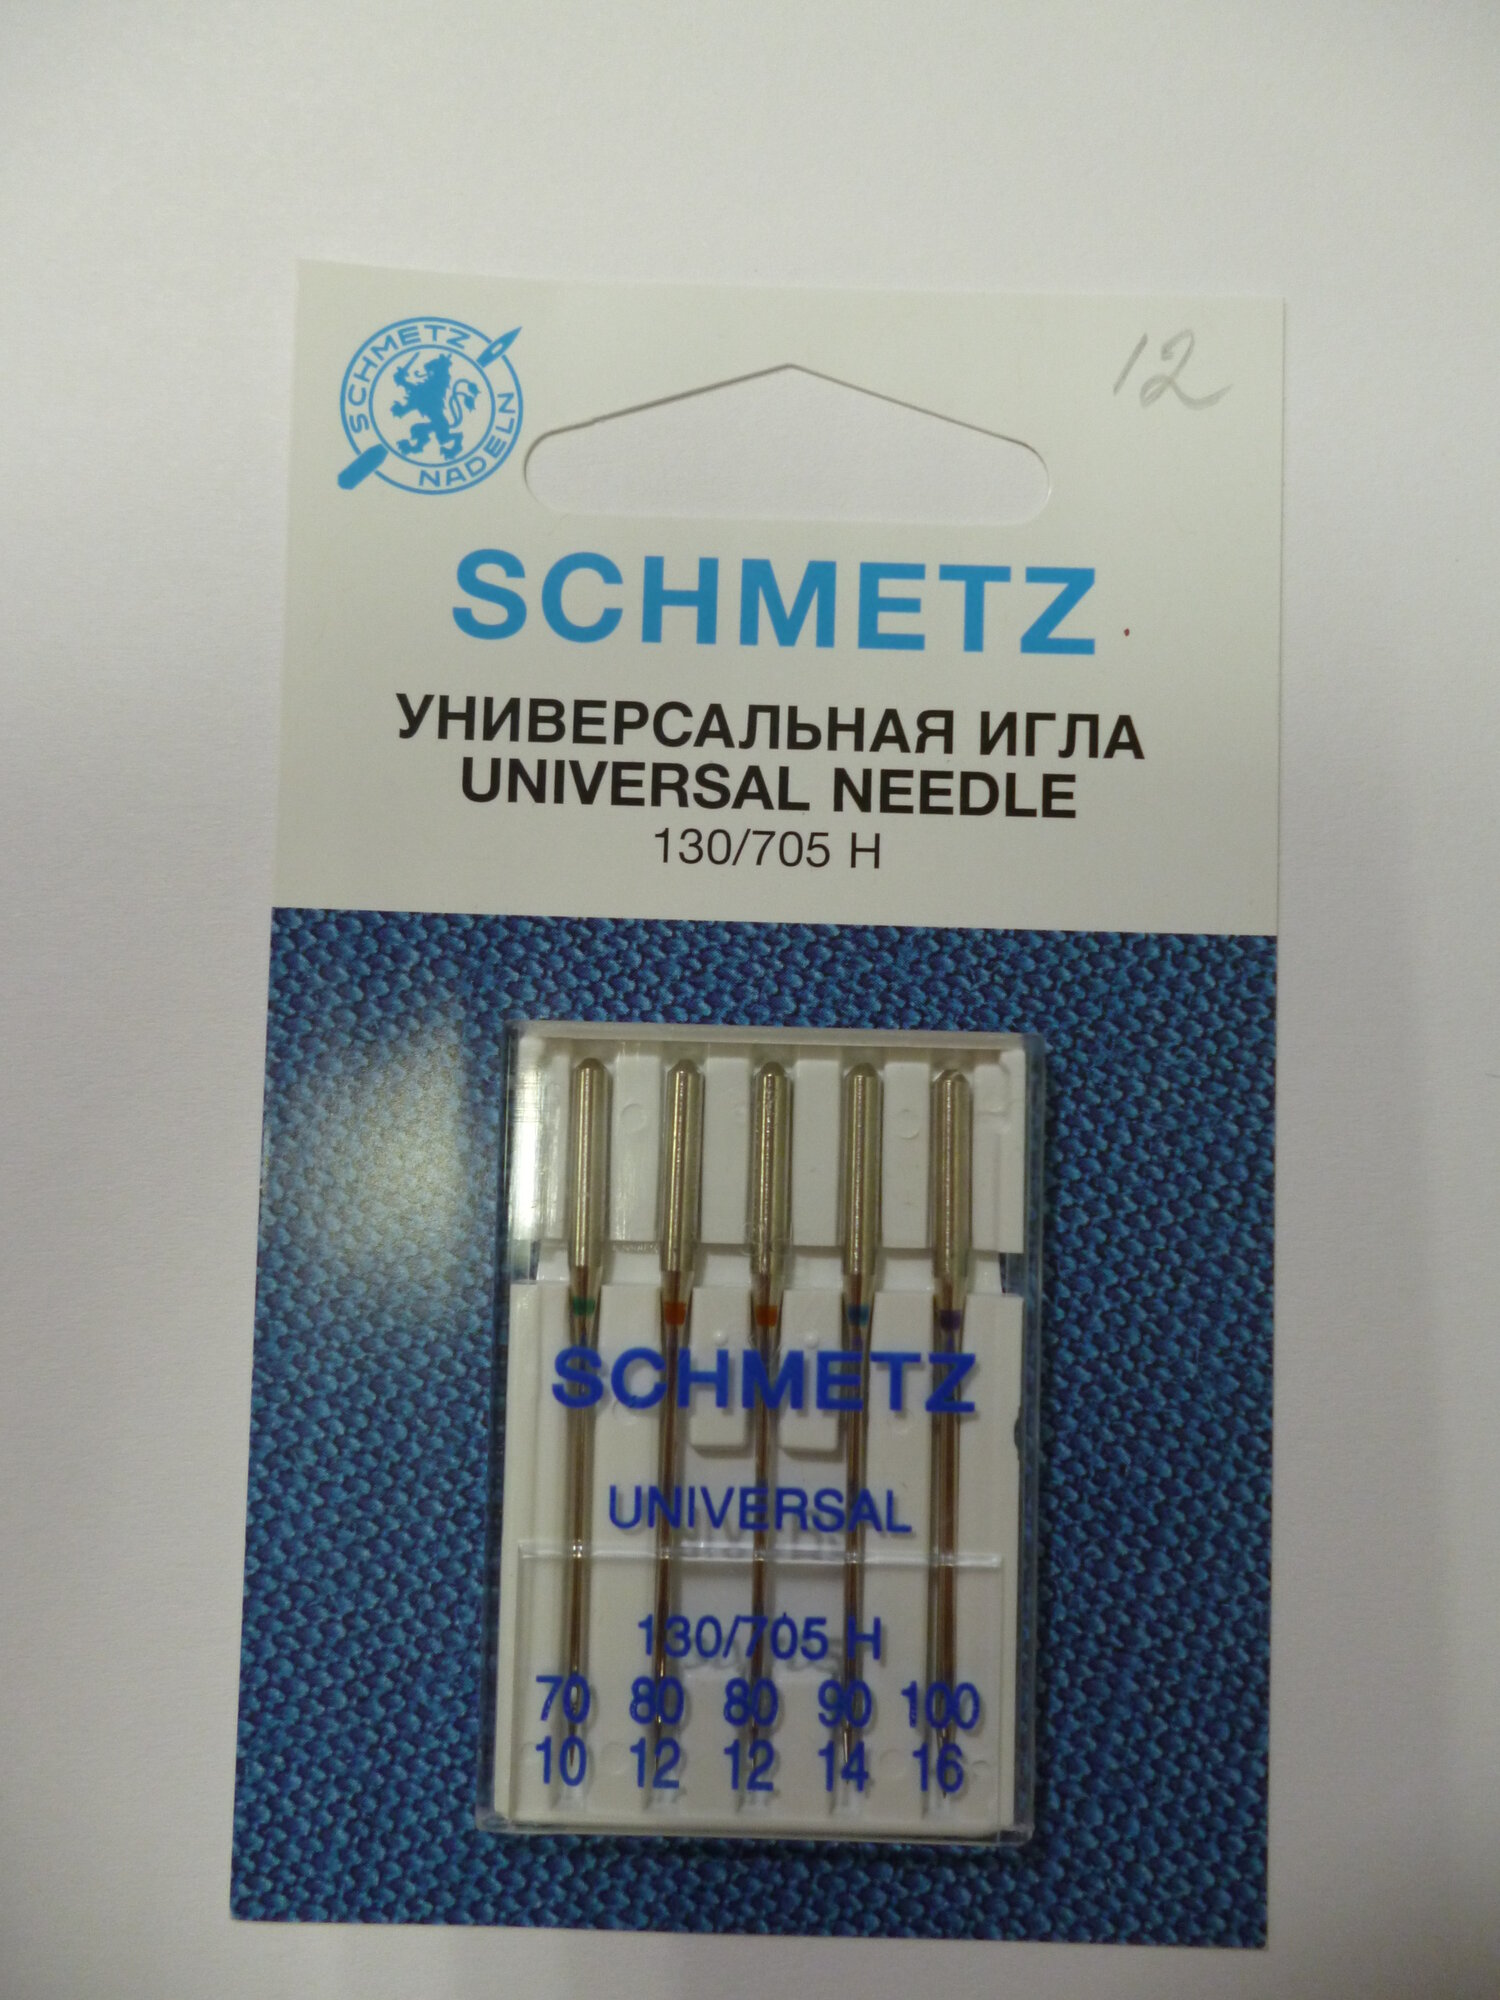 SCHMETZ
NADELN
12
SCHMETZ
УНИВЕРСАЛЬНАЯ ИГЛА
UNIVERSAL NEEDLE
130/705 H
SCHMETZ
UNIVERSAL
130/705 H
70 80 80 90 100
10 12 12 14 16